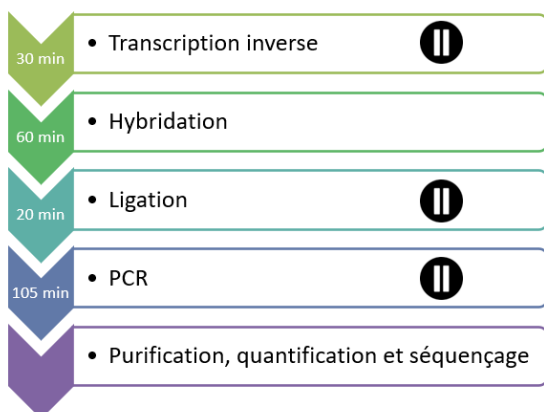 30 min
• Transcription inverse
60 min
• Hybridation
20 min
• Ligation
105 min
• PCR
• Purification, quantification et séquençage